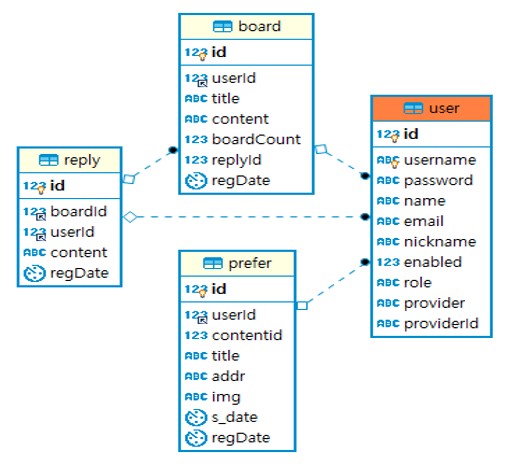 board
123 id
123 userId
ABC title
ABC content
123 boardCount
123 replyId
regDate
user
123 id
ABC username
ABC password
ABC name
ABC email
ABC nickname
123 enabled
ABC role
ABC provider
ABC providerId
reply
123 id
123 boardId
123 userId
ABC content
regDate
prefer
123 id
123 userId
123 contentid
ABC title
ABC addr
ABC img
s_date
regDate